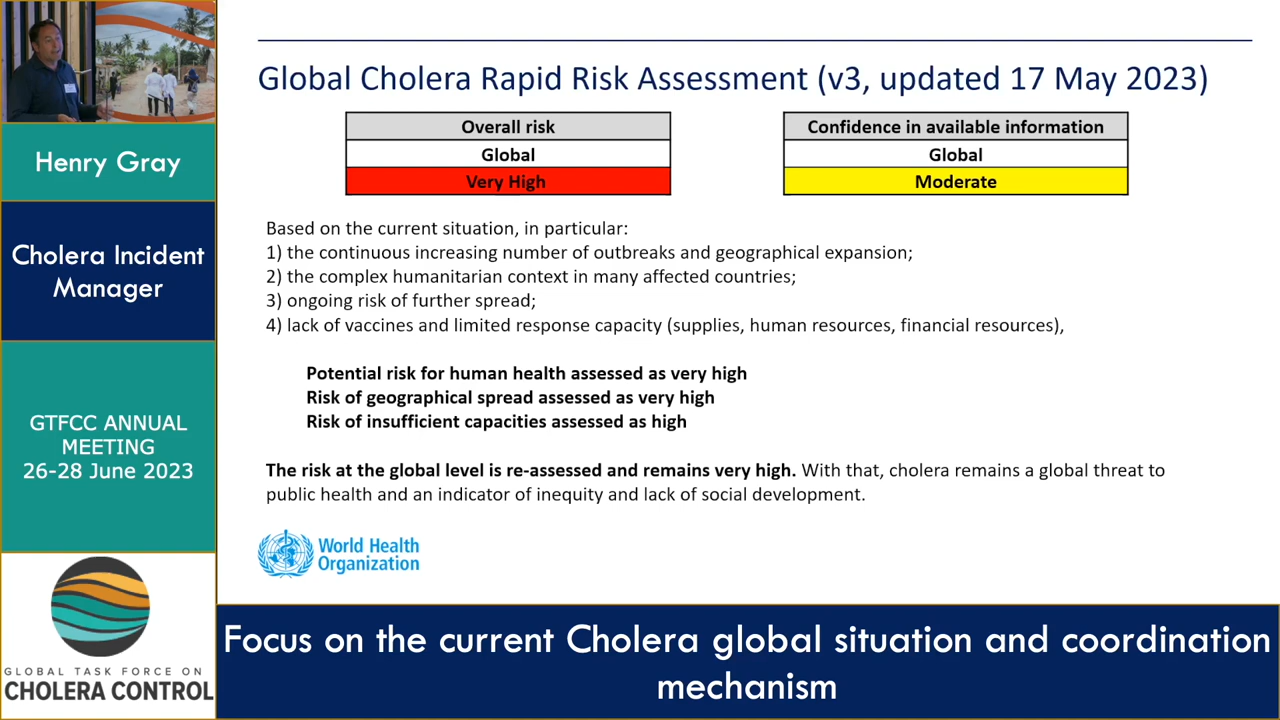 Henry Gray
Cholera Incident
Manager
GTFCC ANNUAL
MEETING
26-28 June 2023
GLOBAL TASK FORCE ON
CHOLERA CONTROL
Global Cholera Rapid Risk Assessment (v3, updated 17 May 2023)
Overall risk
Global
Very High
Confidence in available information
Global
Moderate
Based on the current situation, in particular:
1) the continuous increasing number of outbreaks and geographical expansion;
2) the complex humanitarian context in many affected countries;
3) ongoing risk of further spread;
4) lack of vaccines and limited response capacity (supplies, human resources, financial resources),
Potential risk for human health assessed as very high
Risk of geographical spread assessed as very high
Risk of insufficient capacities assessed as high
The risk at the global level is re-assessed and remains very high. With that, cholera remains a global threat to
public health and an indicator of inequity and lack of social development.
World Health
Organization
Focus on the current Cholera global situation and coordination
mechanism